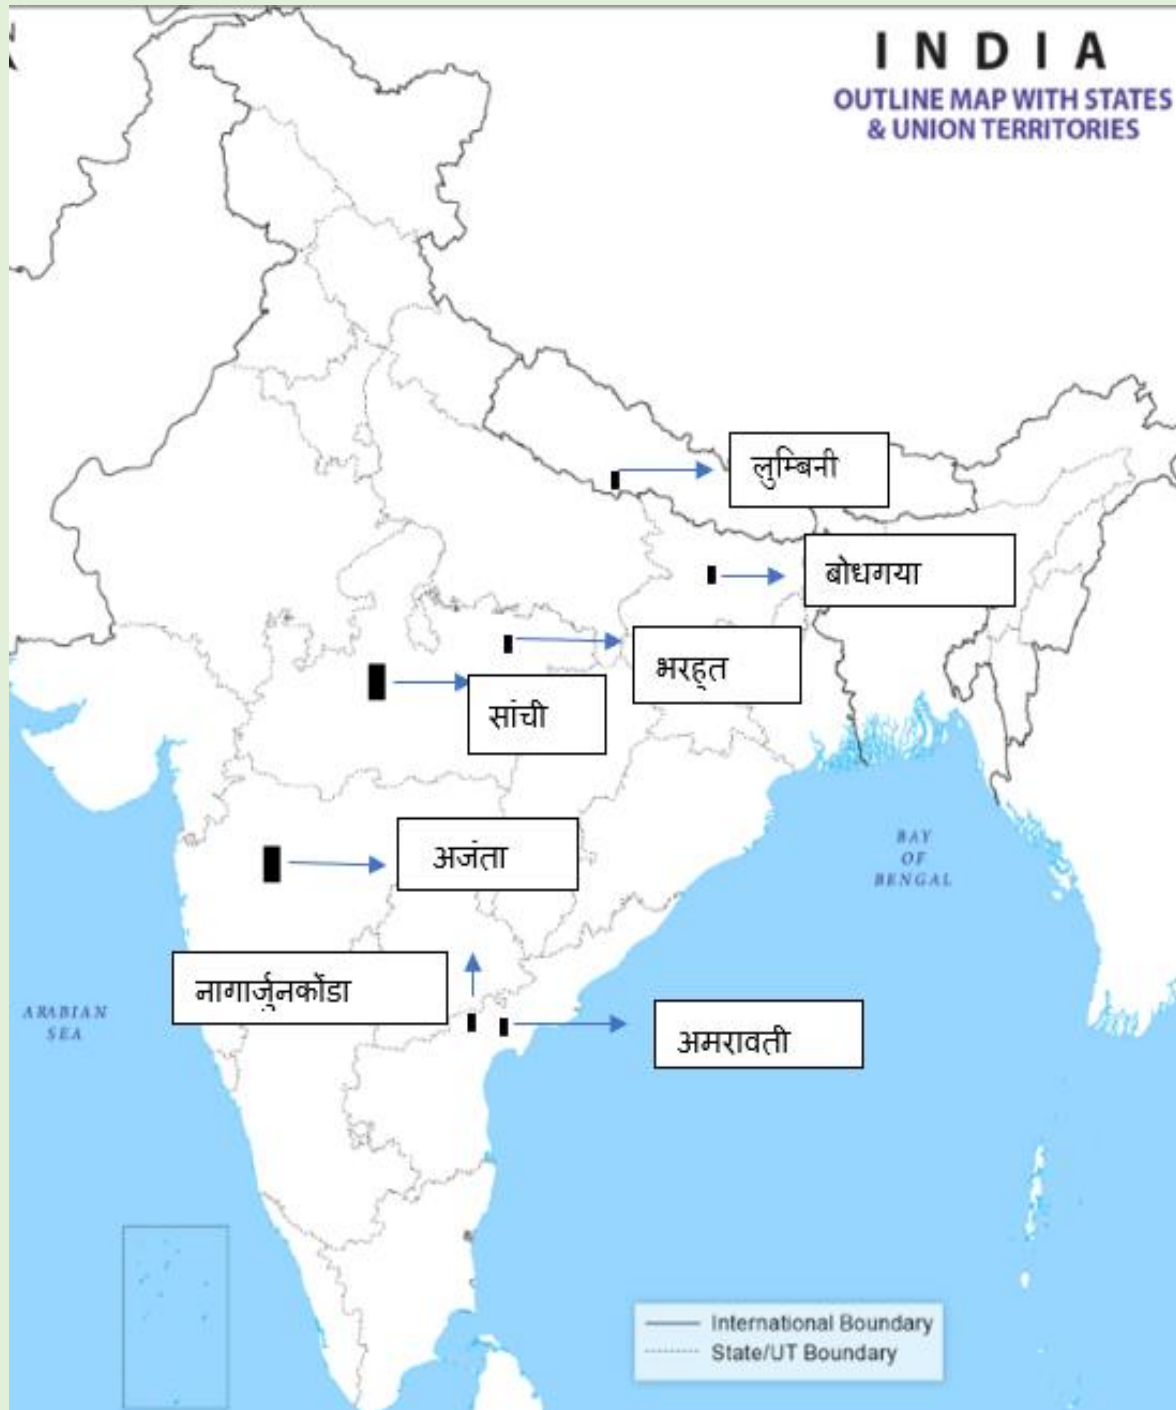 I N D I A
OUTLINE MAP WITH STATES
& UNION TERRITORIES
लुम्बिनी
बोधगया
भरहूत
सांची
अजंता
नागार्जुनकोंडा
अमरावती
BAY
OF
BENGAL
ARABIAN
SEA
International Boundary
State/UT Boundary